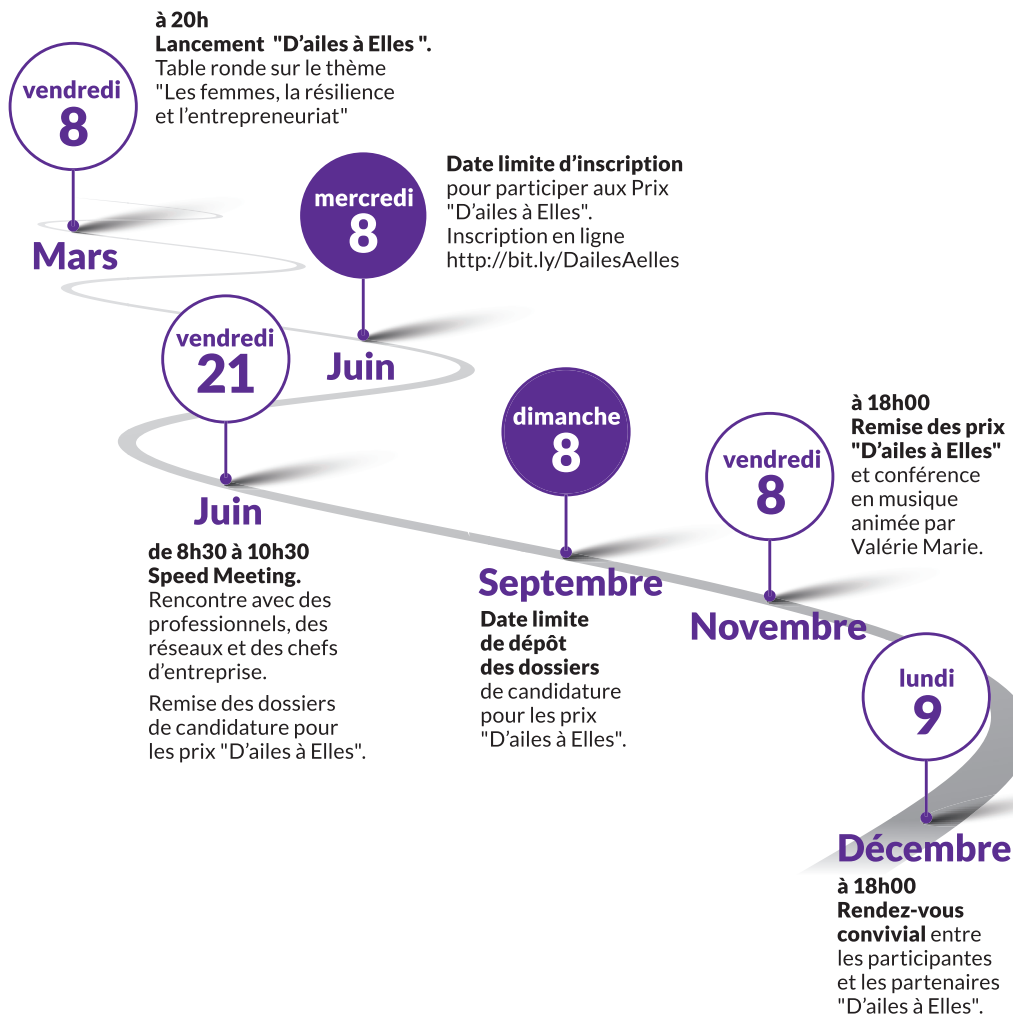 à 20h
Lancement "D'ailes à Elles ".
Table ronde sur le thème
"Les femmes, la résilience
et l'entrepreneuriat"
vendredi
8
Mars
mercredi
8
Juin
Date limite d'inscription
pour participer aux Prix
"D'ailes à Elles".
Inscription en ligne
http://bit.ly/DailesAelles
vendredi
21
Juin
de 8h30 à 10h30
Speed Meeting.
Rencontre avec des
professionnels, des
réseaux et des chefs
d'entreprise.
Remise des dossiers
de candidature pour
les prix "D'ailes à Elles".
dimanche
8
Septembre
Date limite
de dépôt
des dossiers
de candidature
pour les prix
"D'ailes à Elles".
vendredi
8
Novembre
à 18h00
Remise des prix
"D'ailes à Elles"
et conférence
en musique
animée par
Valérie Marie.
lundi
9
Décembre
à 18h00
Rendez-vous
convivial entre
les participantes
et les partenaires
"D'ailes à Elles".